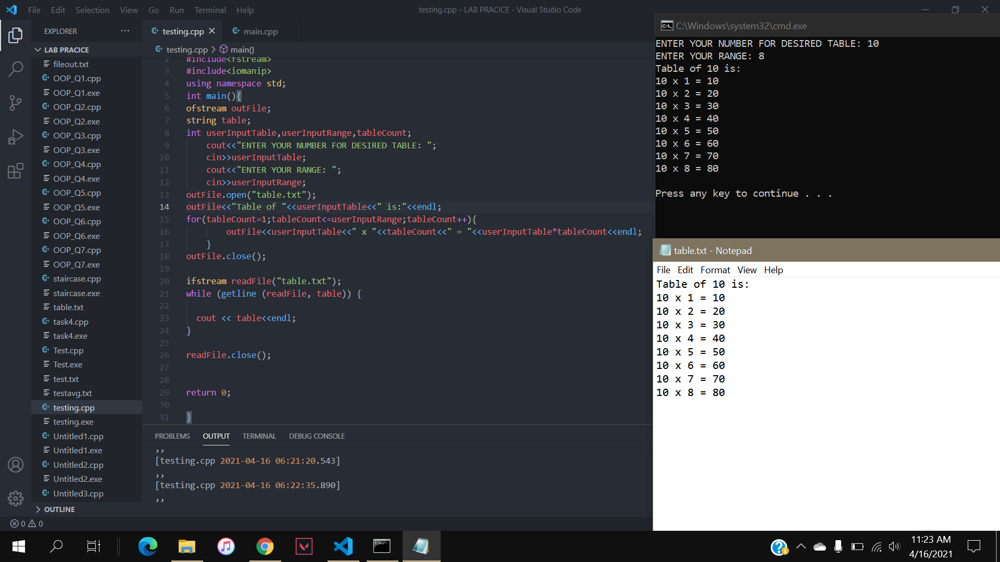 File Edit Selection View Go Run Terminal Help
testing.cpp - LAB PRACICE - Visual Studio Code
EXPLORER
LAB PRACICE
fileout.txt
OOP_Q1.cpp
OOP_Q1.exe
OOP_Q2.cpp
OOP_Q2.exe
OOP_Q3.cpp
OOP_Q3.exe
OOP_Q4.cpp
OOP_Q4.exe
OOP_Q5.cpp
OOP_Q5.exe
OOP_Q6.cpp
OOP_Q6.exe
OOP_Q7.cpp
OOP_Q7.exe
staircase.cpp
staircase.exe
table.txt
task4.cpp
task4.exe
Test.cpp
Test.exe
test.txt
testavg.txt
testing.cpp
testing.exe
Untitled1.cpp
Untitled1.exe
Untitled2.cpp
Untitled2.exe
Untitled3.cpp
OUTLINE
0 0
testing.cpp main.cpp
testing.cpp > main()
2 #include<fstream>
3 #include<iomanip>
4 using namespace std;
5 int main(){
6 ofstream outFile;
7 string table;
8 int userInputTable,userInputRange,tableCount;
9 cout<<"ENTER YOUR NUMBER FOR DESIRED TABLE: ";
10 cin>>userInputTable;
11 cout<<"ENTER YOUR RANGE: ";
12 cin>>userInputRange;
13 outFile.open("table.txt");
14 outFile<<"Table of "<<userInputTable<<" is:"<<endl;
15 for(tableCount=1;tableCount<=userInputRange;tableCount++){
16 outFile<<userInputTable<<" x "<<tableCount<<" = "<<userInputTable*tableCount<<endl;
17 }
18 outFile.close();
19
20 ifstream readFile("table.txt");
21 while (getline (readFile, table)) {
22
23 cout << table<<endl;
24 }
25
26 readFile.close();
27
28
29 return 0;
30
31 }
PROBLEMS OUTPUT TERMINAL DEBUG CONSOLE
,,
[testing.cpp 2021-04-16 06:21:20.543]
,,
[testing.cpp 2021-04-16 06:22:35.890]
,,
C:\Windows\system32\cmd.exe
ENTER YOUR NUMBER FOR DESIRED TABLE: 10
ENTER YOUR RANGE: 8
Table of 10 is:
10 x 1 = 10
10 x 2 = 20
10 x 3 = 30
10 x 4 = 40
10 x 5 = 50
10 x 6 = 60
10 x 7 = 70
10 x 8 = 80
Press any key to continue . . .
table.txt - Notepad
File Edit Format View Help
Table of 10 is:
10 x 1 = 10
10 x 2 = 20
10 x 3 = 30
10 x 4 = 40
10 x 5 = 50
10 x 6 = 60
10 x 7 = 70
10 x 8 = 80
11:23 AM
4/16/2021